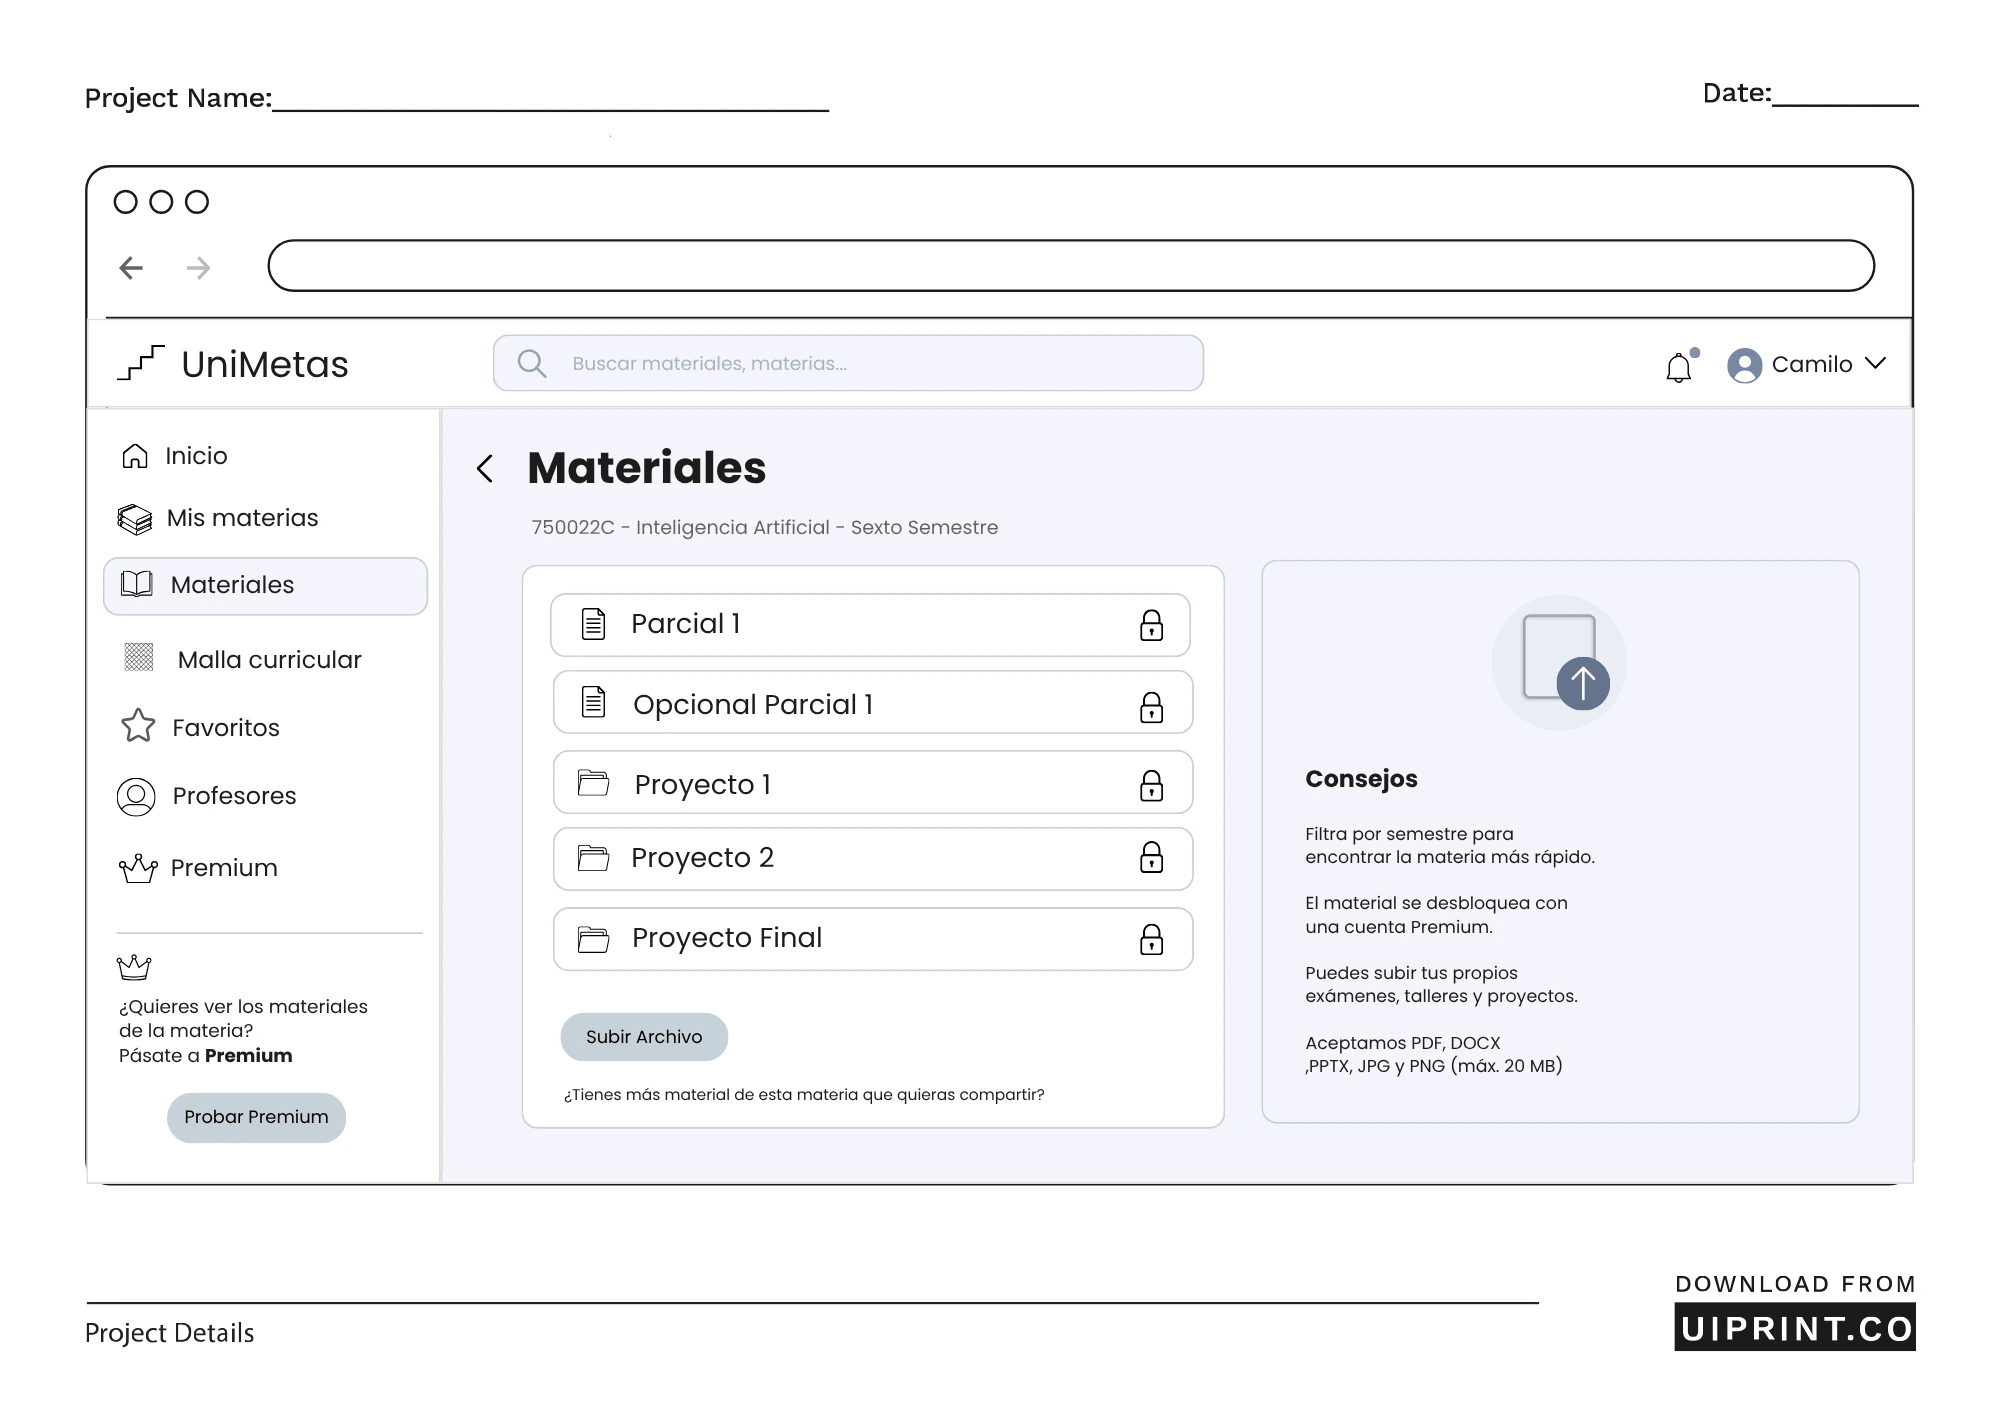 Project Name:
Date:
UniMetas
Buscar materiales, materias...
Camilo
Inicio
Mis materias
Materiales
Malla curricular
Favoritos
Profesores
Premium
¿Quieres ver los materiales
de la materia?
Pásate a Premium
Probar Premium
Materiales
750022C - Inteligencia Artificial - Sexto Semestre
Parcial 1
Opcional Parcial 1
Proyecto 1
Proyecto 2
Proyecto Final
Subir Archivo
¿Tienes más material de esta materia que quieras compartir?
Consejos
Filtra por semestre para
encontrar la materia más rápido.
El material se desbloquea con
una cuenta Premium.
Puedes subir tus propios
exámenes, talleres y proyectos.
Aceptamos PDF, DOCX
,PPTX, JPG y PNG (máx. 20 MB)
Project Details
DOWNLOAD FROM
UIPRINT.CO